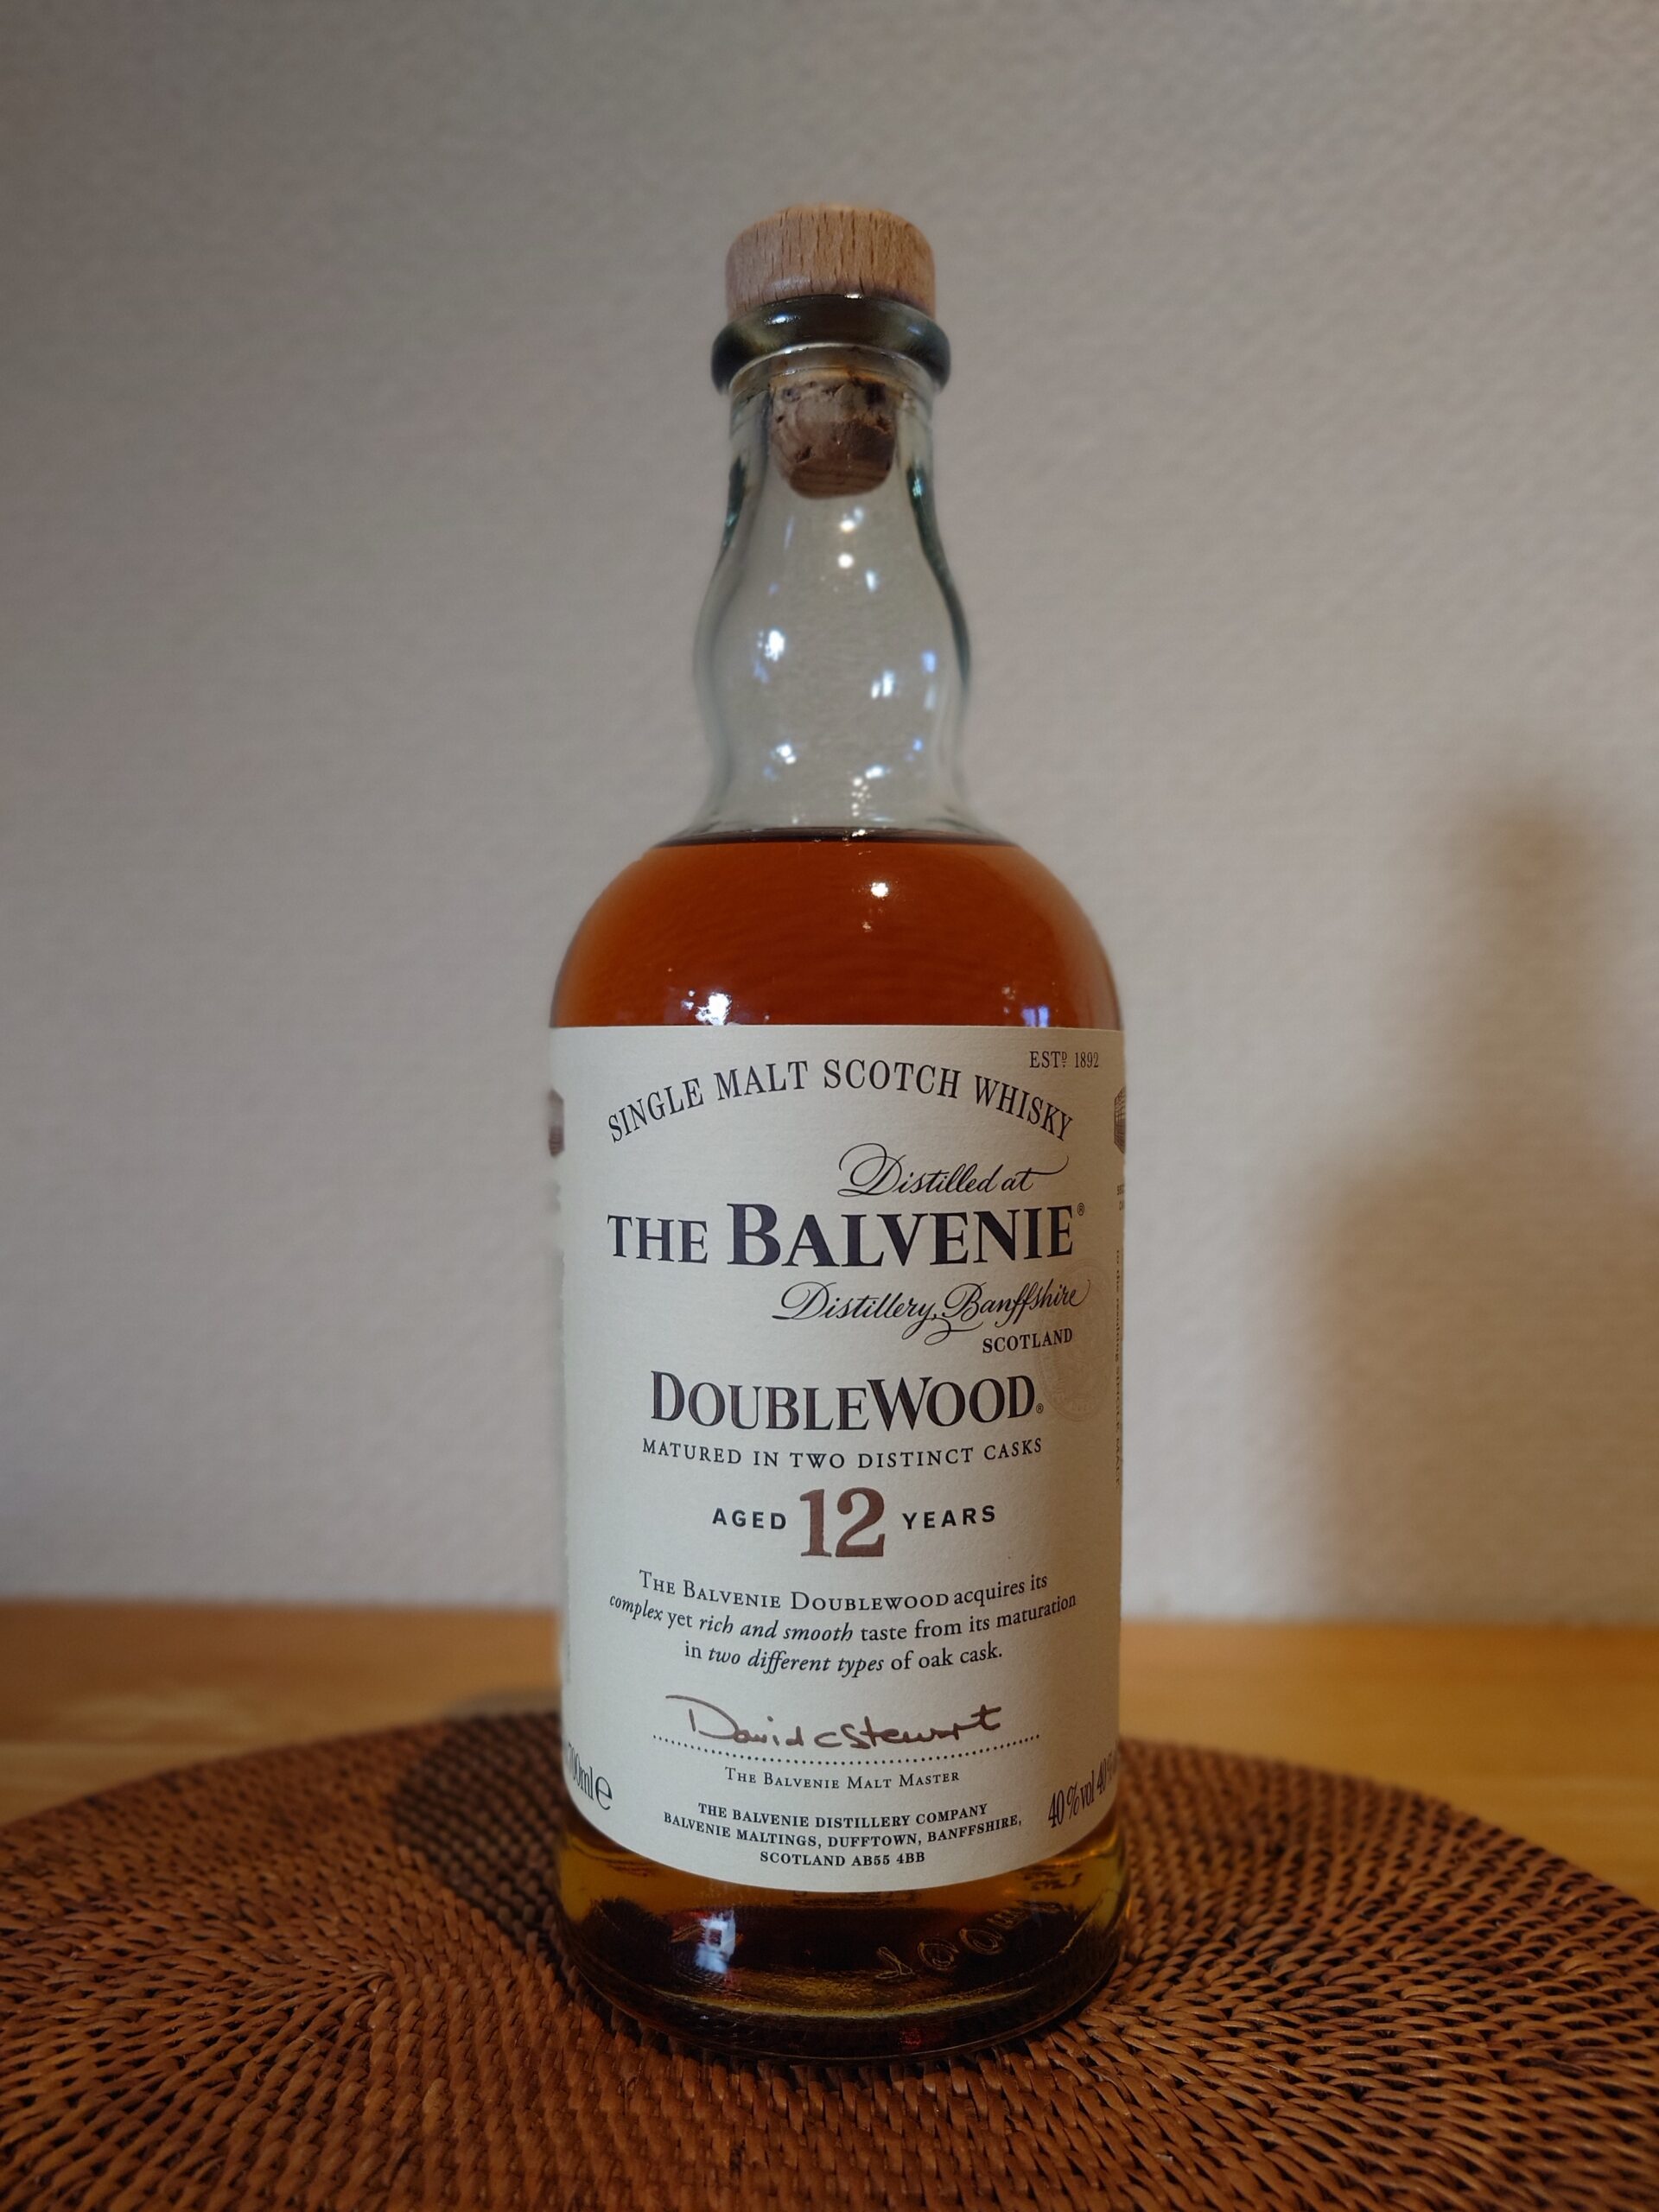 ESTD 1892
SINGLE MALT SCOTCH WHISKY
Distilled at
THE BALVENIE®
Distillery, Banffshire
SCOTLAND
DOUBLEWOOD®
MATURED IN TWO DISTINCT CASKS
AGED 12 YEARS
THE BALVENIE DOUBLEWOOD acquires its
complex yet rich and smooth taste from its maturation
in two different types of oak cask.
David C Stewart
THE BALVENIE MALT MASTER
700ml e
40%vol 40%
THE BALVENIE DISTILLERY COMPANY
BALVENIE MALTINGS, DUFFTOWN, BANFFSHIRE,
SCOTLAND AB55 4BB